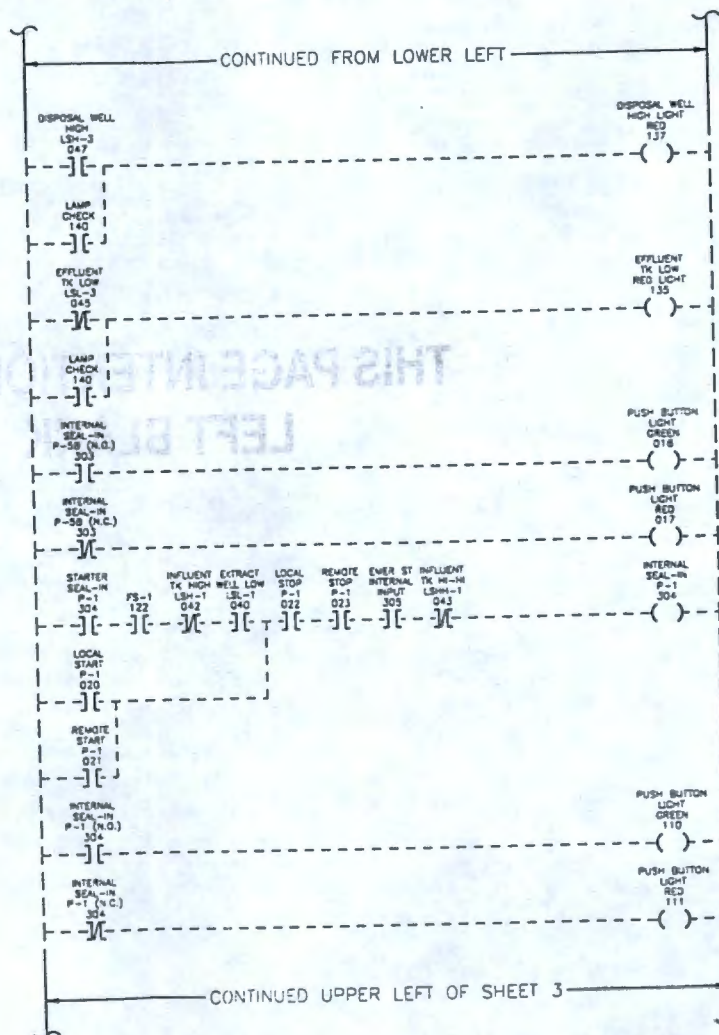 CONTINUED FROM LOWER LEFT
DISPOSAL WELL
HIGH
LSH-3
047
DISPOSAL WELL
HIGH LIGHT
RED
137
LAMP
CHECK
140
EFFLUENT
TK LOW
LSL-3
045
EFFLUENT
TK LOW
RED LIGHT
135
LAMP
CHECK
140
INTERNAL
SEAL-IN
P-5B (N.O.)
303
PUSH BUTTON
LIGHT
GREEN
016
INTERNAL
SEAL-IN
P-5B (N.C.)
303
PUSH BUTTON
LIGHT
RED
017
STARTER
SEAL-IN
P-1
304
FS-1
122
INFLUENT
TK HIGH
LSH-1
042
EXTRACT
WELL LOW
LSL-1
040
LOCAL
STOP
P-1
022
REMOTE
STOP
P-1
023
EMER ST
INTERNAL
INPUT
305
INFLUENT
TK HI-HI
LSHH-1
043
INTERNAL
SEAL-IN
P-1
304
LOCAL
START
P-1
020
REMOTE
START
P-1
021
INTERNAL
SEAL-IN
P-1 (N.O.)
304
PUSH BUTTON
LIGHT
GREEN
110
INTERNAL
SEAL-IN
P-1 (N.C.)
304
PUSH BUTTON
LIGHT
RED
111
CONTINUED UPPER LEFT OF SHEET 3
THIS PAGE INTENTIO
LEFT BL